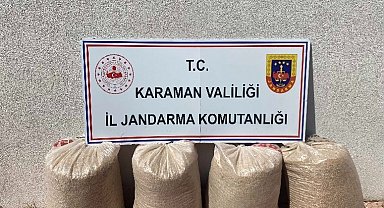 T.C.
KARAMAN VALİLİĞİ
İL JANDARMA KOMUTANLIĞI